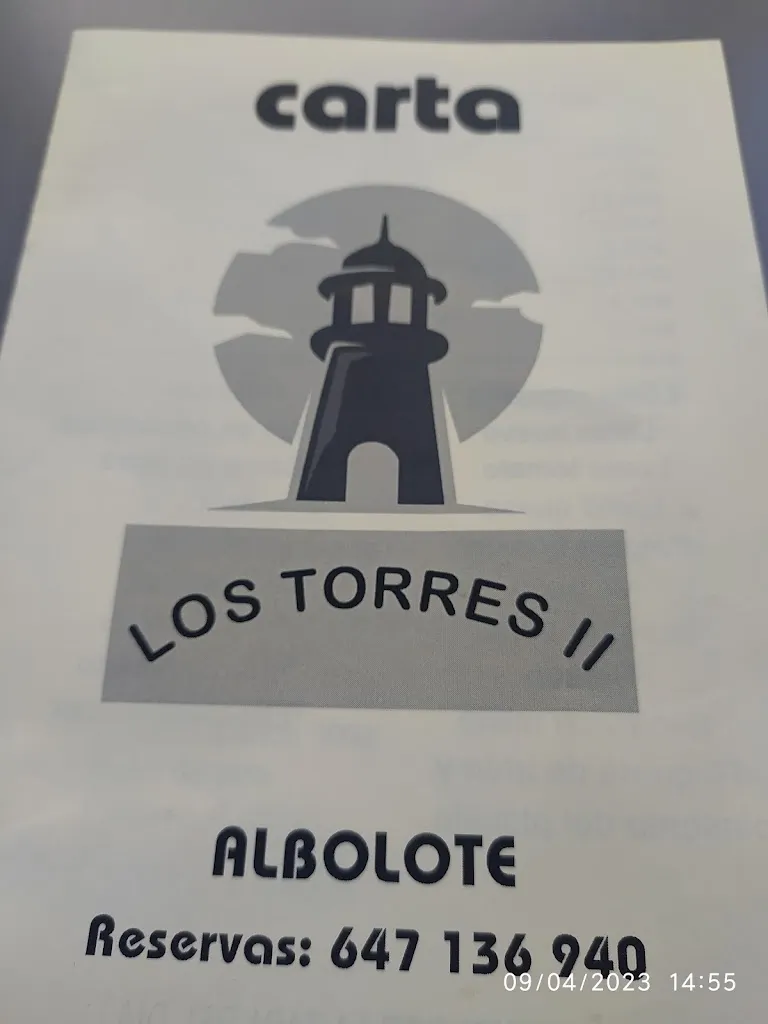 carta
LOS TORRES II
ALBOLOTE
Reservas: 647 136 940
09/04/2023 14:55